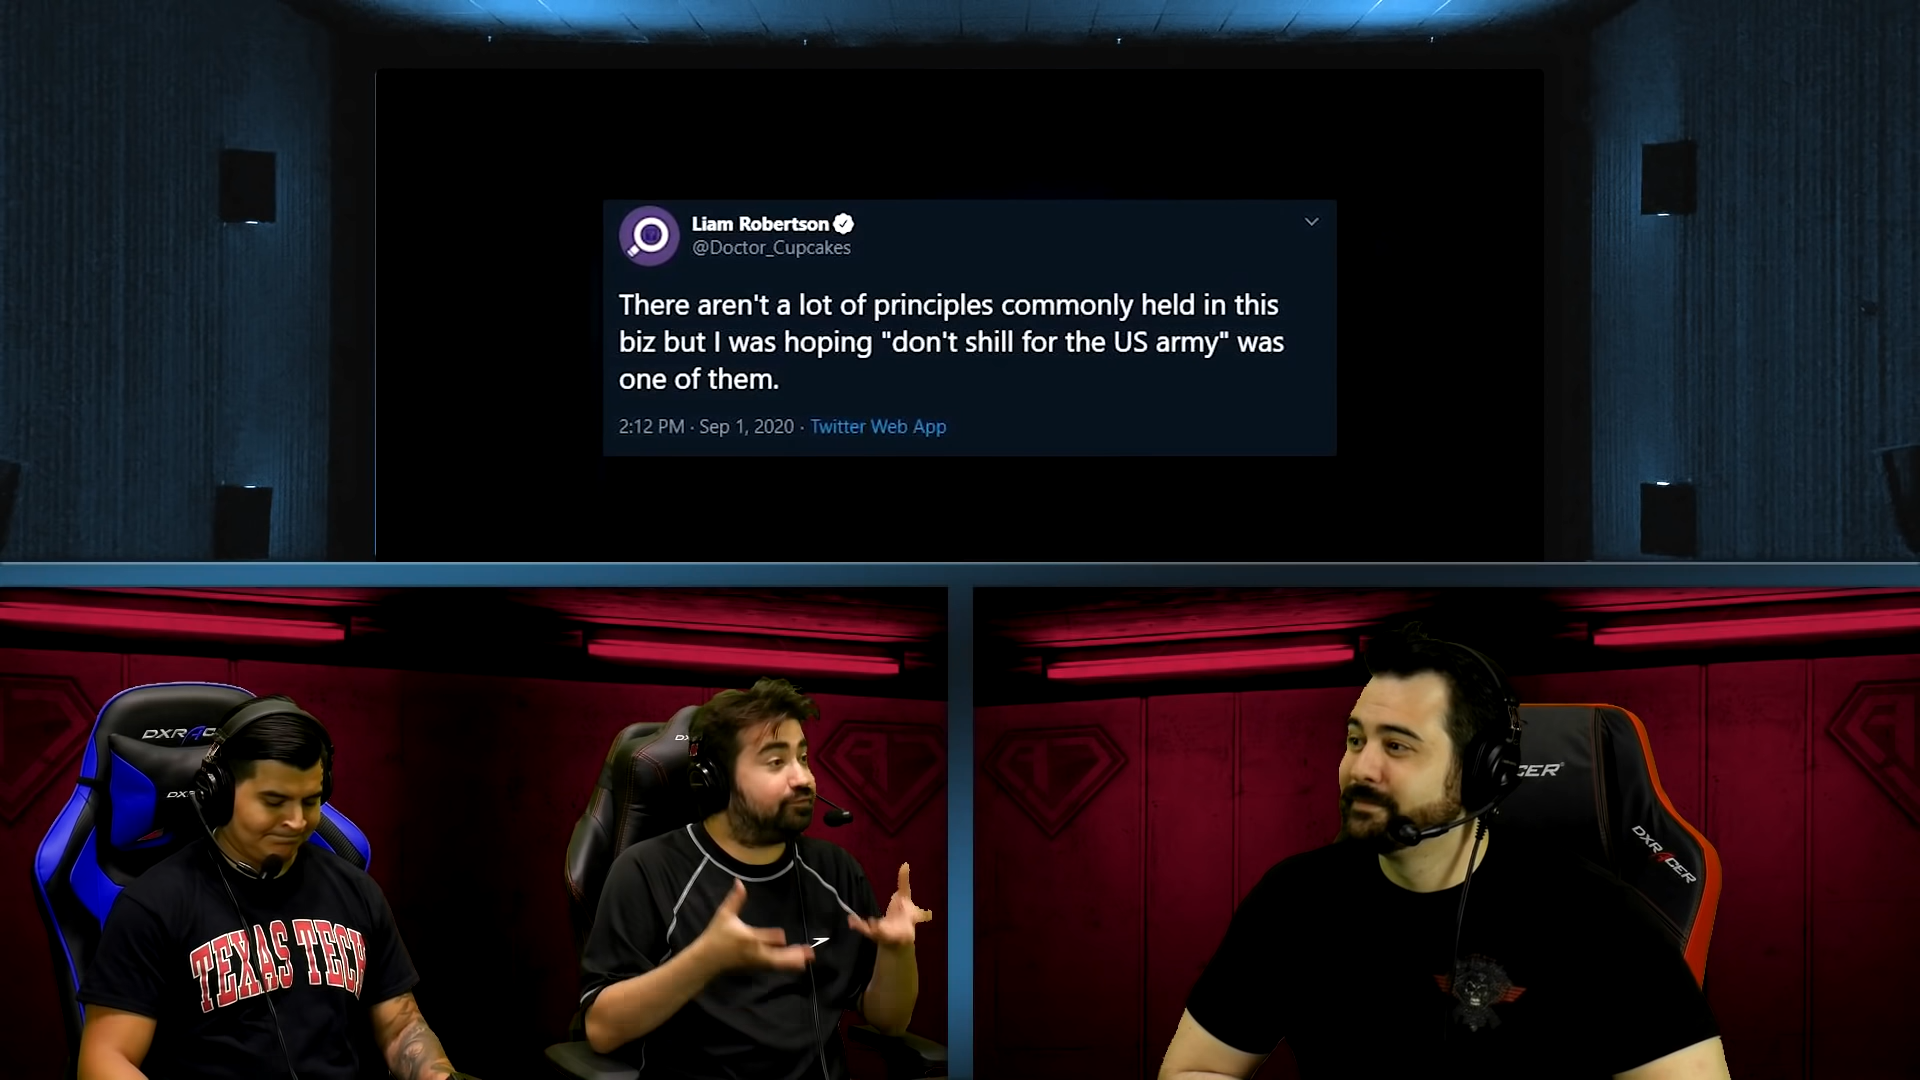 Liam Robertson
@Doctor_Cupcakes
There aren't a lot of principles commonly held in this
biz but I was hoping "don't shill for the US army" was
one of them.
2:12 PM · Sep 1, 2020 · Twitter Web App
DXRACER
TEXAS TECH
DXRACER